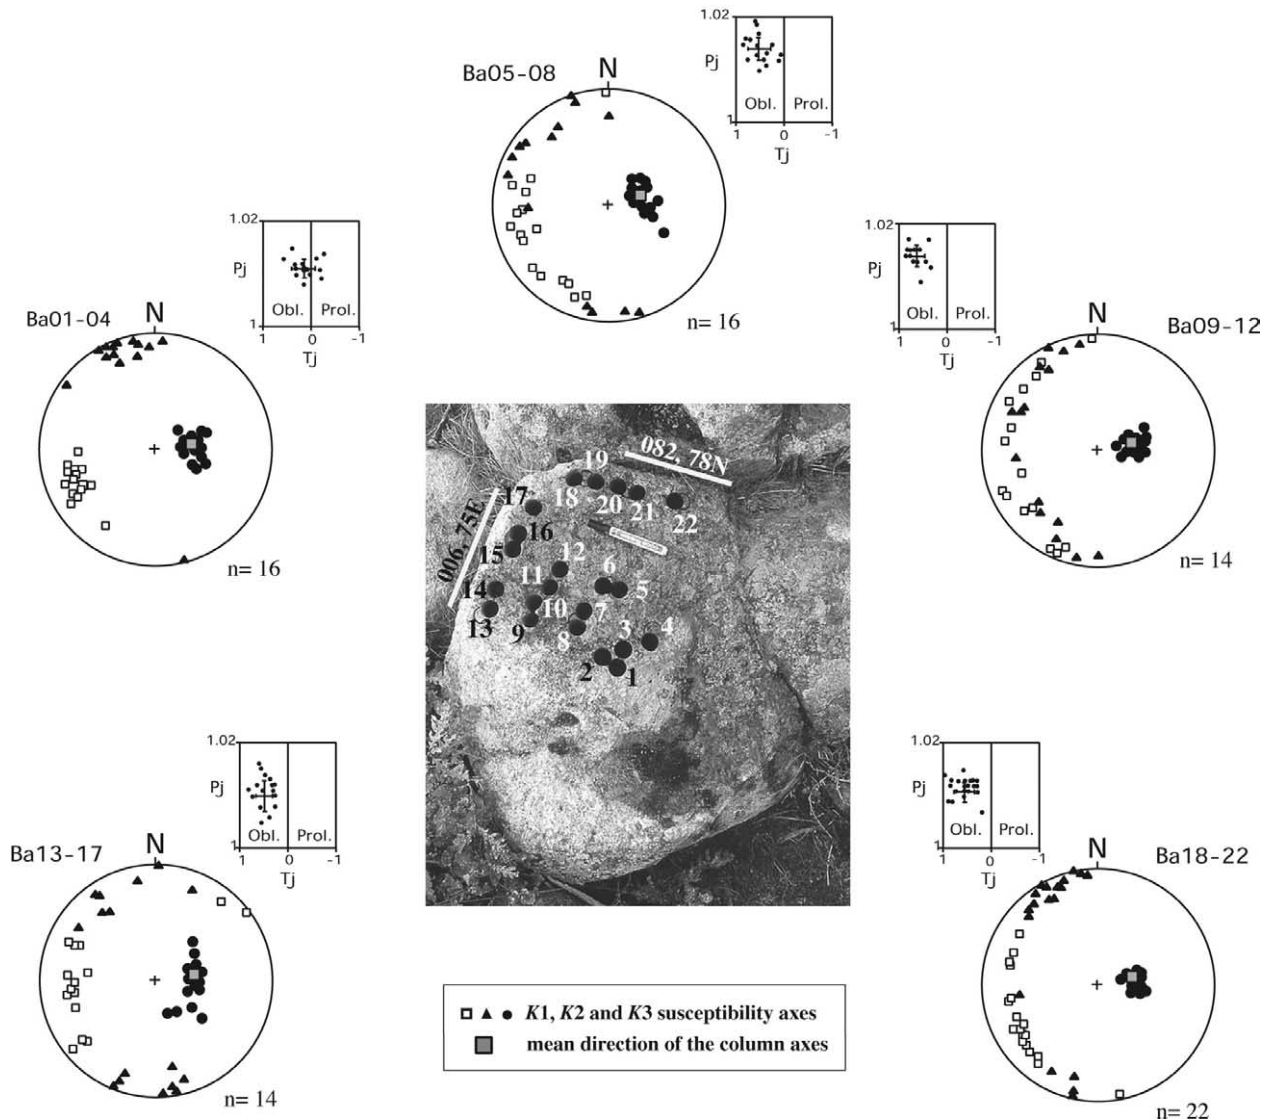 Ba05-08
N
1.02
Pj
Obl.
Prol.
1
1
0
-1
Tj
n= 16
Ba01-04
N
1.02
Pj
Obl.
Prol.
1
1
0
-1
Tj
n= 16
1.02
Pj
Obl.
Prol.
1
1
0
-1
Tj
N
Ba09-12
n= 14
082, 78N
006, 75E
19
18
20
21
22
17
16
15
12
6
5
14
11
10
7
13
9
8
3
4
2
1
1.02
Pj
Obl.
Prol.
1
1
0
-1
Tj
Ba13-17
N
n= 14
1.02
Pj
Obl.
Prol.
1
1
0
-1
Tj
N
Ba18-22
n= 22
K1, K2 and K3 susceptibility axes
mean direction of the column axes